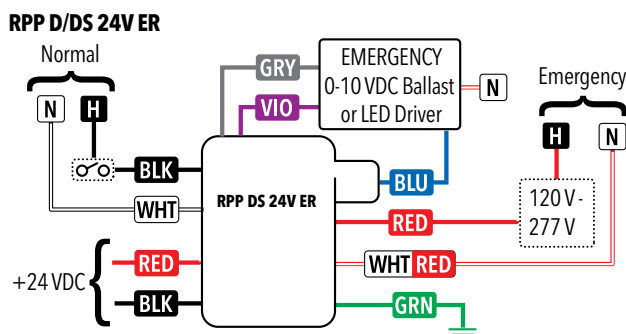 RPP D/DS 24V ER
Normal
N H
GRY
VIO
EMERGENCY
0-10 VDC Ballast
or LED Driver
N
Emergency
H N
BLK
WHT
RPP DS 24V ER
BLU
RED
120 V -
277 V
+24 VDC
RED
BLK
WHT RED
GRN